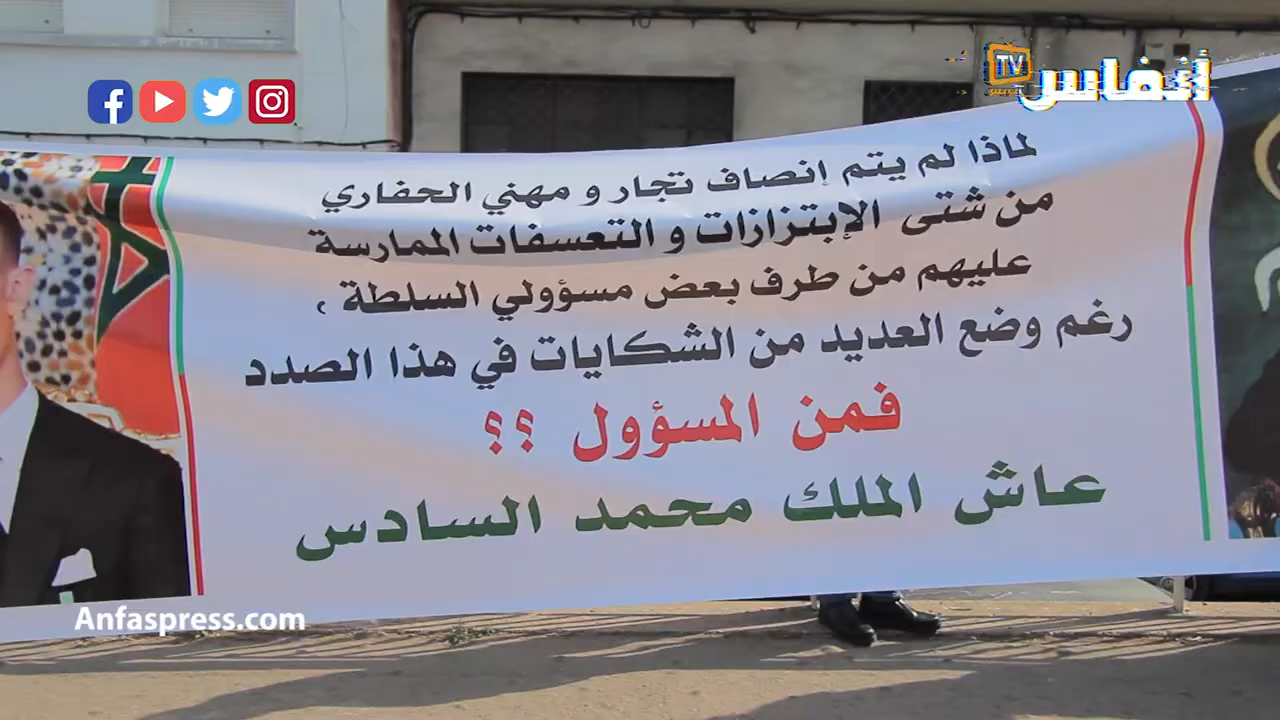 TV أنفاس
لماذا لم يتم إنصاف تجار و مهني الحفاري
من شتى الإبتزازات و التعسفات الممارسة
عليهم من طرف بعض مسؤولي السلطة ،
رغم وضع العديد من الشكايات في هذا الصدد
فمن المسؤول ؟؟
عاش الملك محمد السادس
Anfaspress.com